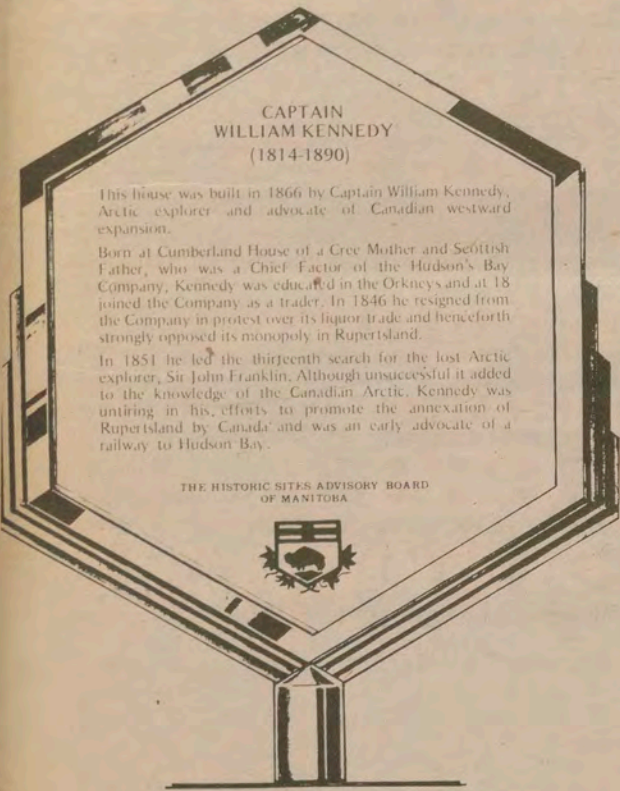 CAPTAIN
WILLIAM KENNEDY
(1814-1890)
This house was built in 1866 by Captain William Kennedy,
Arctic explorer and advocate of Canadian westward
expansion.
Born at Cumberland House of a Cree Mother and Scottish
Father, who was a Chief Factor of the Hudson's Bay
Company, Kennedy was educated in the Orkneys and at 18
joined the Company as a trader. In 1846 he resigned from
the Company in protest over its liquor trade and henceforth
strongly opposed its monopoly in Rupertsland.
In 1851 he led the thirteenth search for the lost Arctic
explorer, Sir John Franklin. Although unsuccessful it added
to the knowledge of the Canadian Arctic. Kennedy was
untiring in his efforts to promote the annexation of
Rupertsland by Canada and was an early advocate of a
railway to Hudson Bay.
THE HISTORIC SITES ADVISORY BOARD
OF MANITOBA